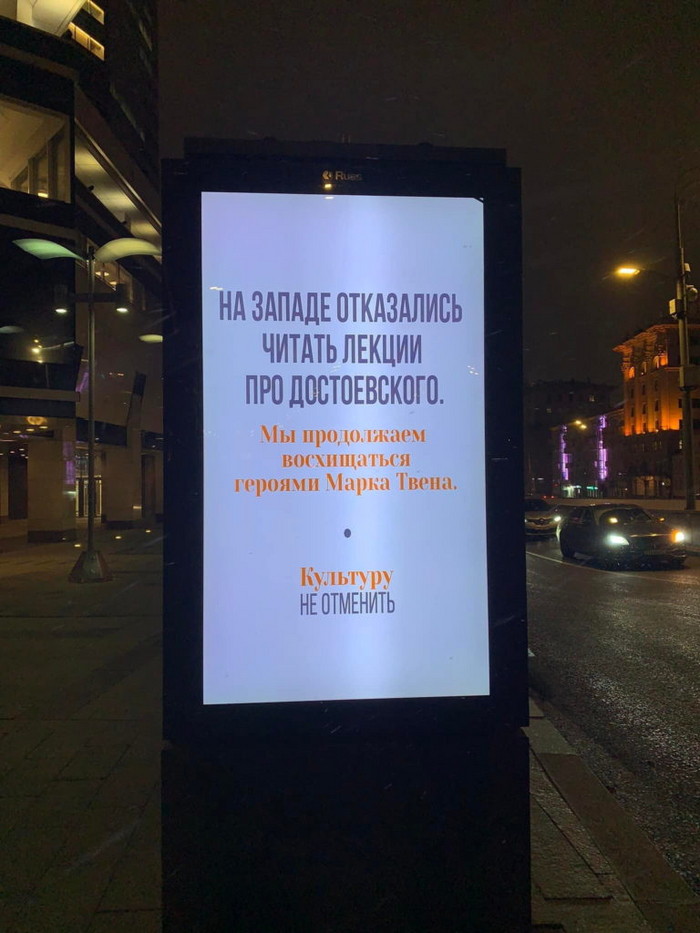 НА ЗАПАДЕ ОТКАЗАЛИСЬ
ЧИТАТЬ ЛЕКЦИИ
ПРО ДОСТОЕВСКОГО.
Мы продолжаем
восхищаться
героями Марка Твена.
Культуру
НЕ ОТМЕНИТЬ